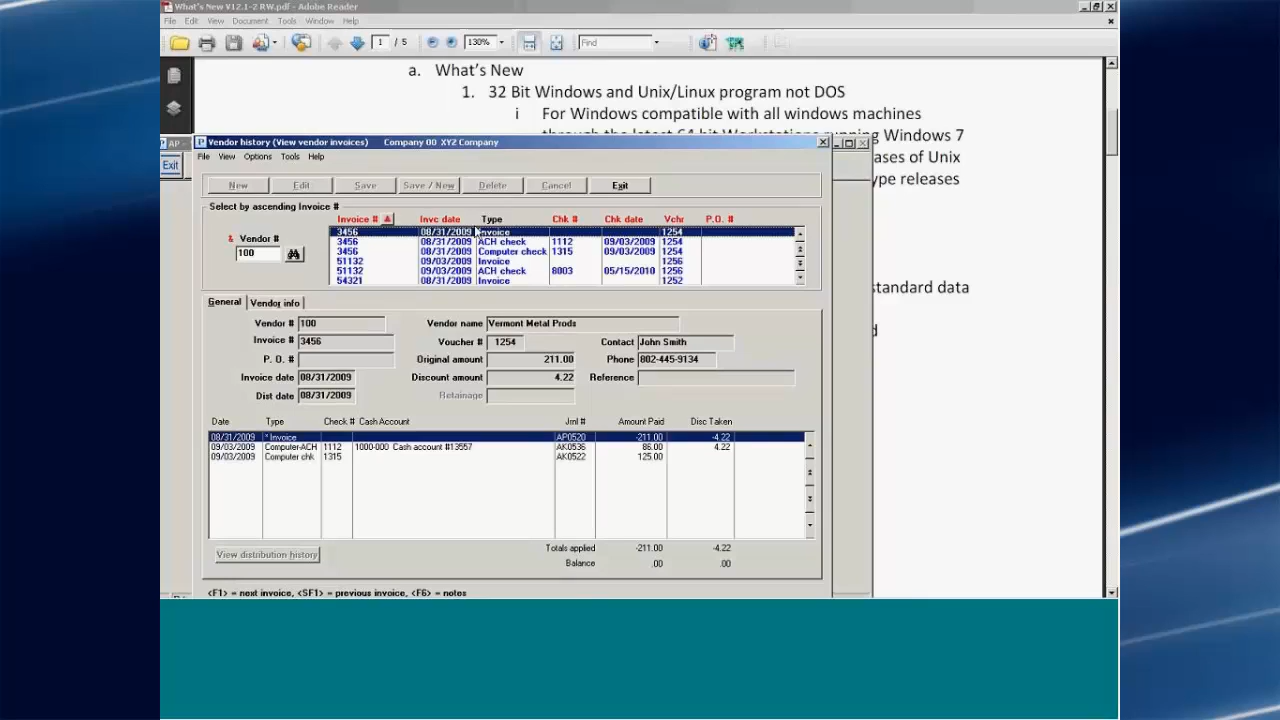 What's New V12.1-2 RW.pdf - Adobe Reader
File Edit View Document Tools Window Help
1 / 5 130% Find
a. What's New
1. 32 Bit Windows and Unix/Linux program not DOS
i For Windows compatible with all windows machines
through the latest 64 bit Workstations running Windows 7
eases of Unix
ype releases
standard data
d
AP -
Exit
Vendor history (View vendor invoices) Company 00 XYZ Company
File View Options Tools Help
New Edit Save Save / New Delete Cancel Exit
Select by ascending Invoice #
Invoice # Invc date Type Chk # Chk date Vchr P.O. #
& Vendor #
100
3456 08/31/2009 Invoice 1254
3456 08/31/2009 ACH check 1112 09/03/2009 1254
3456 08/31/2009 Computer check 1315 09/03/2009 1254
51132 09/03/2009 Invoice 1256
51132 09/03/2009 ACH check 8003 05/15/2010 1256
54321 08/31/2009 Invoice 1252
General Vendor info
Vendor # 100 Vendor name Vermont Metal Prods
Invoice # 3456 Voucher # 1254 Contact John Smith
P. O. # Original amount 211.00 Phone 802-445-9134
Invoice date 08/31/2009 Discount amount 4.22 Reference
Dist date 08/31/2009 Retainage
Date Type Check # Cash Account Jrnl # Amount Paid Disc Taken
08/31/2009 * Invoice AP0520 -211.00 -4.22
09/03/2009 Computer-ACH 1112 1000-000 Cash account #13557 AK0536 86.00 4.22
09/03/2009 Computer chk 1315 AK0522 125.00
View distribution history
Totals applied -211.00 -4.22
Balance .00 .00
<F1> = next invoice, <SF1> = previous invoice, <F6> = notes